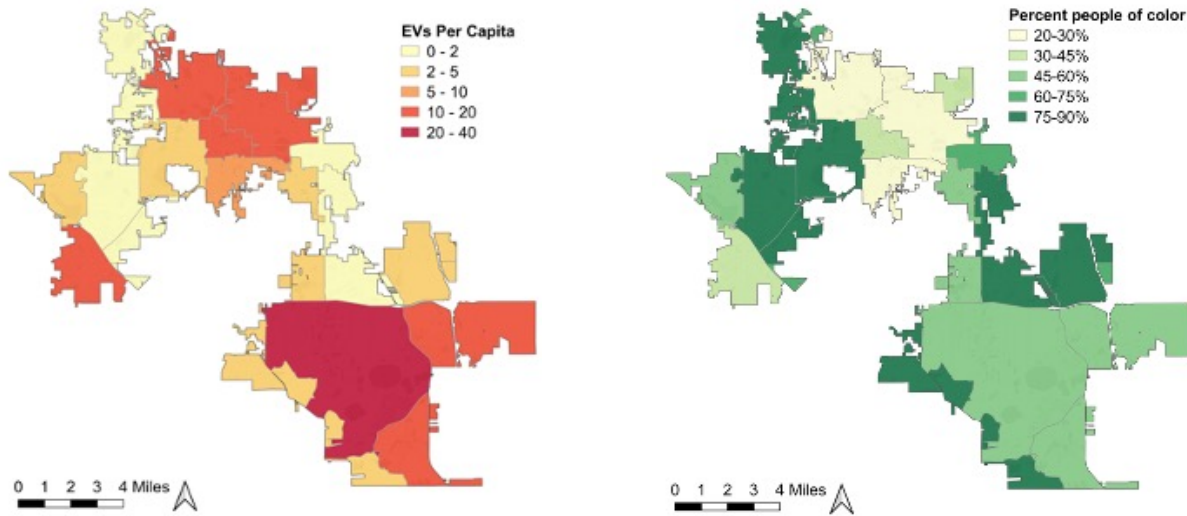 EVs Per Capita
0 - 2
2 - 5
5 - 10
10 - 20
20 - 40
0 1 2 3 4 Miles
Percent people of color
20-30%
30-45%
45-60%
60-75%
75-90%
0 1 2 3 4 Miles